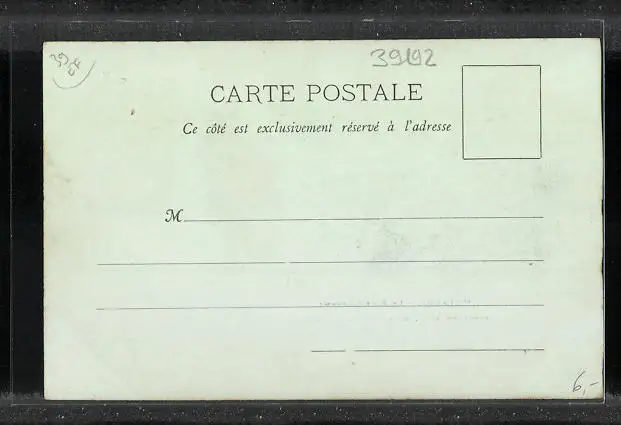 39192
CARTE POSTALE
Ce côté est exclusivement réservé à l'adresse
M
6,-